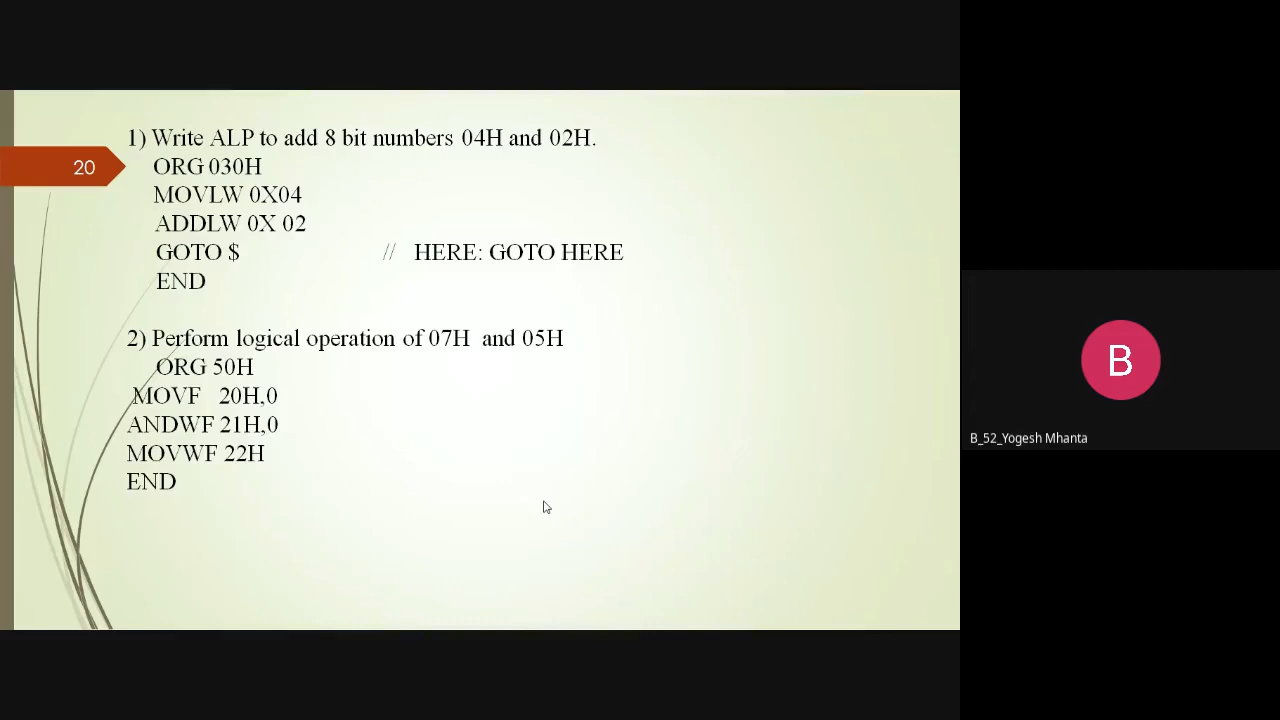 1) Write ALP to add 8 bit numbers 04H and 02H.
20
ORG 030H
MOVLW 0X04
ADDLW 0X 02
GOTO $ // HERE: GOTO HERE
END
2) Perform logical operation of 07H and 05H
ORG 50H
MOVF 20H,0
ANDWF 21H,0
MOVWF 22H
END
B
B_52_Yogesh Mhanta